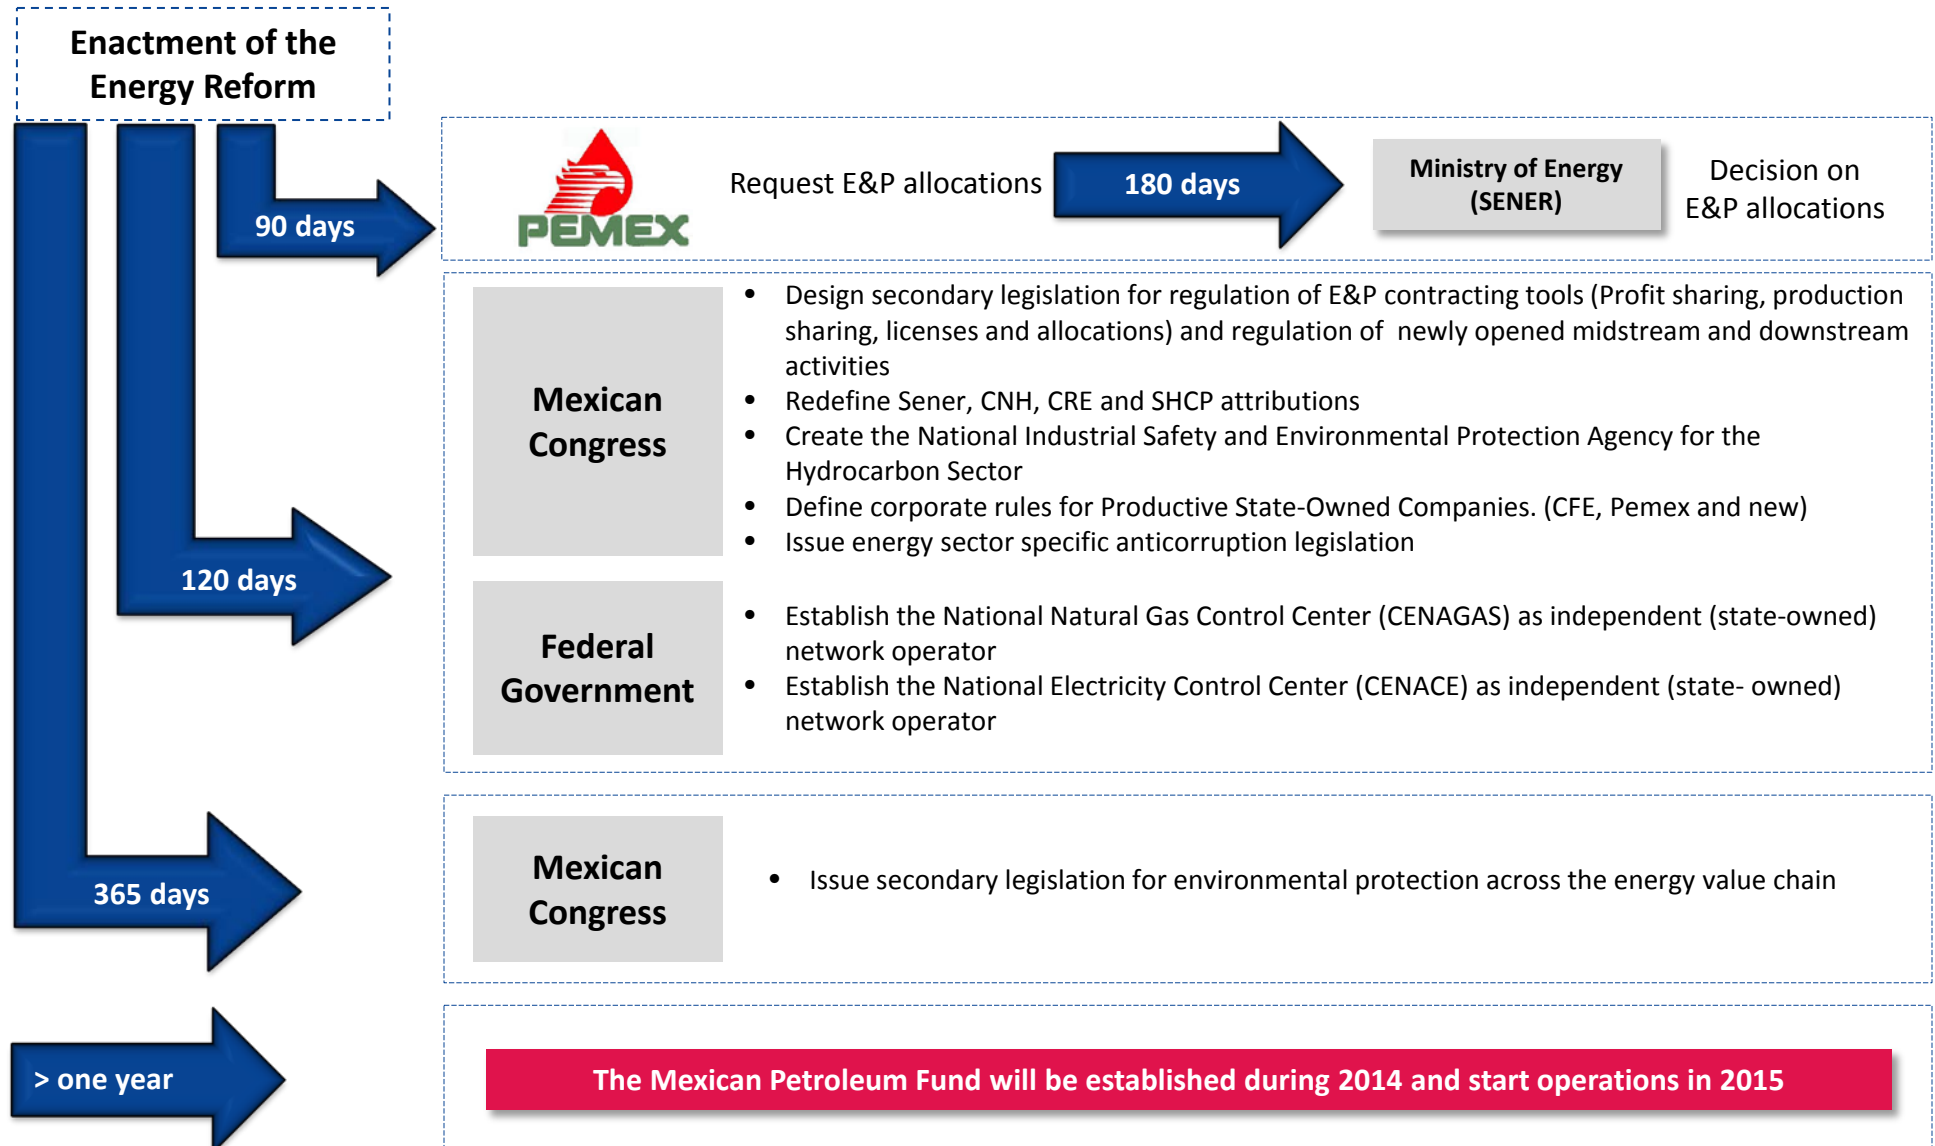 Enactment of the
Energy Reform
90 days
PEMEX
Request E&P allocations
180 days
Ministry of Energy
(SENER)
Decision on
E&P allocations
120 days
Mexican
Congress
• Design secondary legislation for regulation of E&P contracting tools (Profit sharing, production
sharing, licenses and allocations) and regulation of newly opened midstream and downstream
activities
• Redefine Sener, CNH, CRE and SHCP attributions
• Create the National Industrial Safety and Environmental Protection Agency for the
Hydrocarbon Sector
• Define corporate rules for Productive State-Owned Companies. (CFE, Pemex and new)
• Issue energy sector specific anticorruption legislation
Federal
Government
• Establish the National Natural Gas Control Center (CENAGAS) as independent (state-owned)
network operator
• Establish the National Electricity Control Center (CENACE) as independent (state- owned)
network operator
365 days
Mexican
Congress
• Issue secondary legislation for environmental protection across the energy value chain
> one year
The Mexican Petroleum Fund will be established during 2014 and start operations in 2015